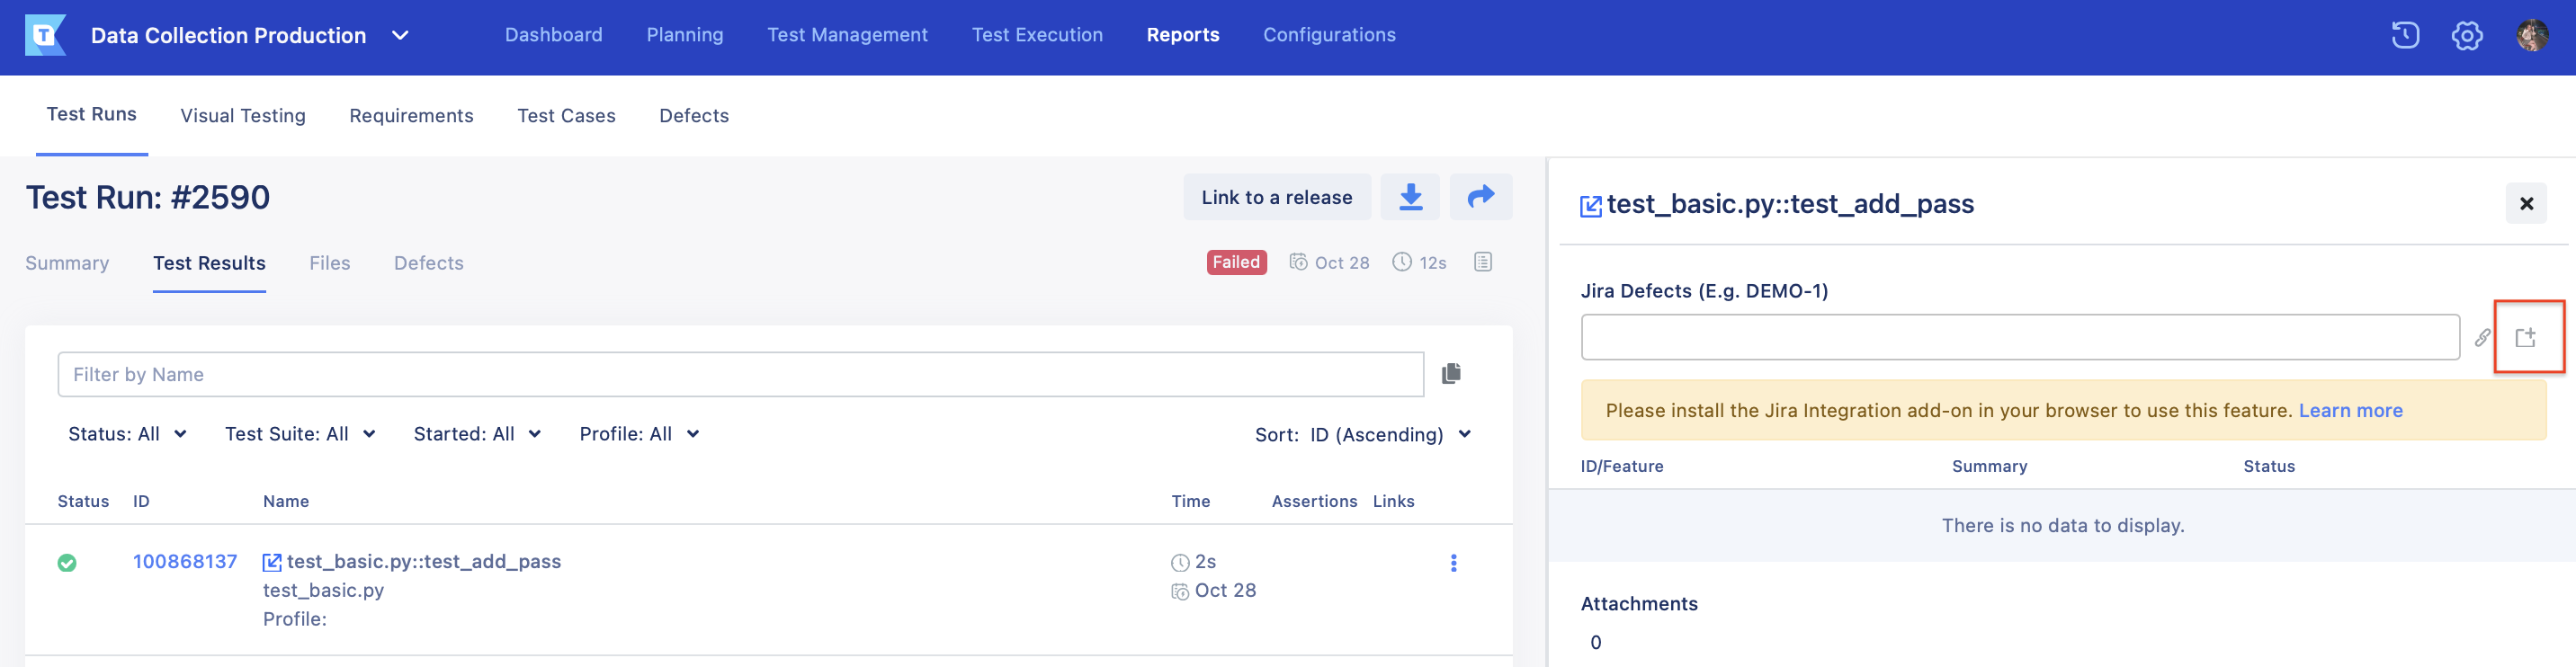 T Data Collection Production Dashboard Planning Test Management Test Execution Reports Configurations
Test Runs Visual Testing Requirements Test Cases Defects
Test Run: #2590
Link to a release
Summary Test Results Files Defects
Failed Oct 28 12s
Filter by Name
Status: All Test Suite: All Started: All Profile: All
Sort: ID (Ascending)
Status ID Name Time Assertions Links
100868137 test_basic.py::test_add_pass 2s
test_basic.py Oct 28
Profile:
test_basic.py::test_add_pass
Jira Defects (E.g. DEMO-1)
Please install the Jira Integration add-on in your browser to use this feature. Learn more
ID/Feature Summary Status
There is no data to display.
Attachments
0